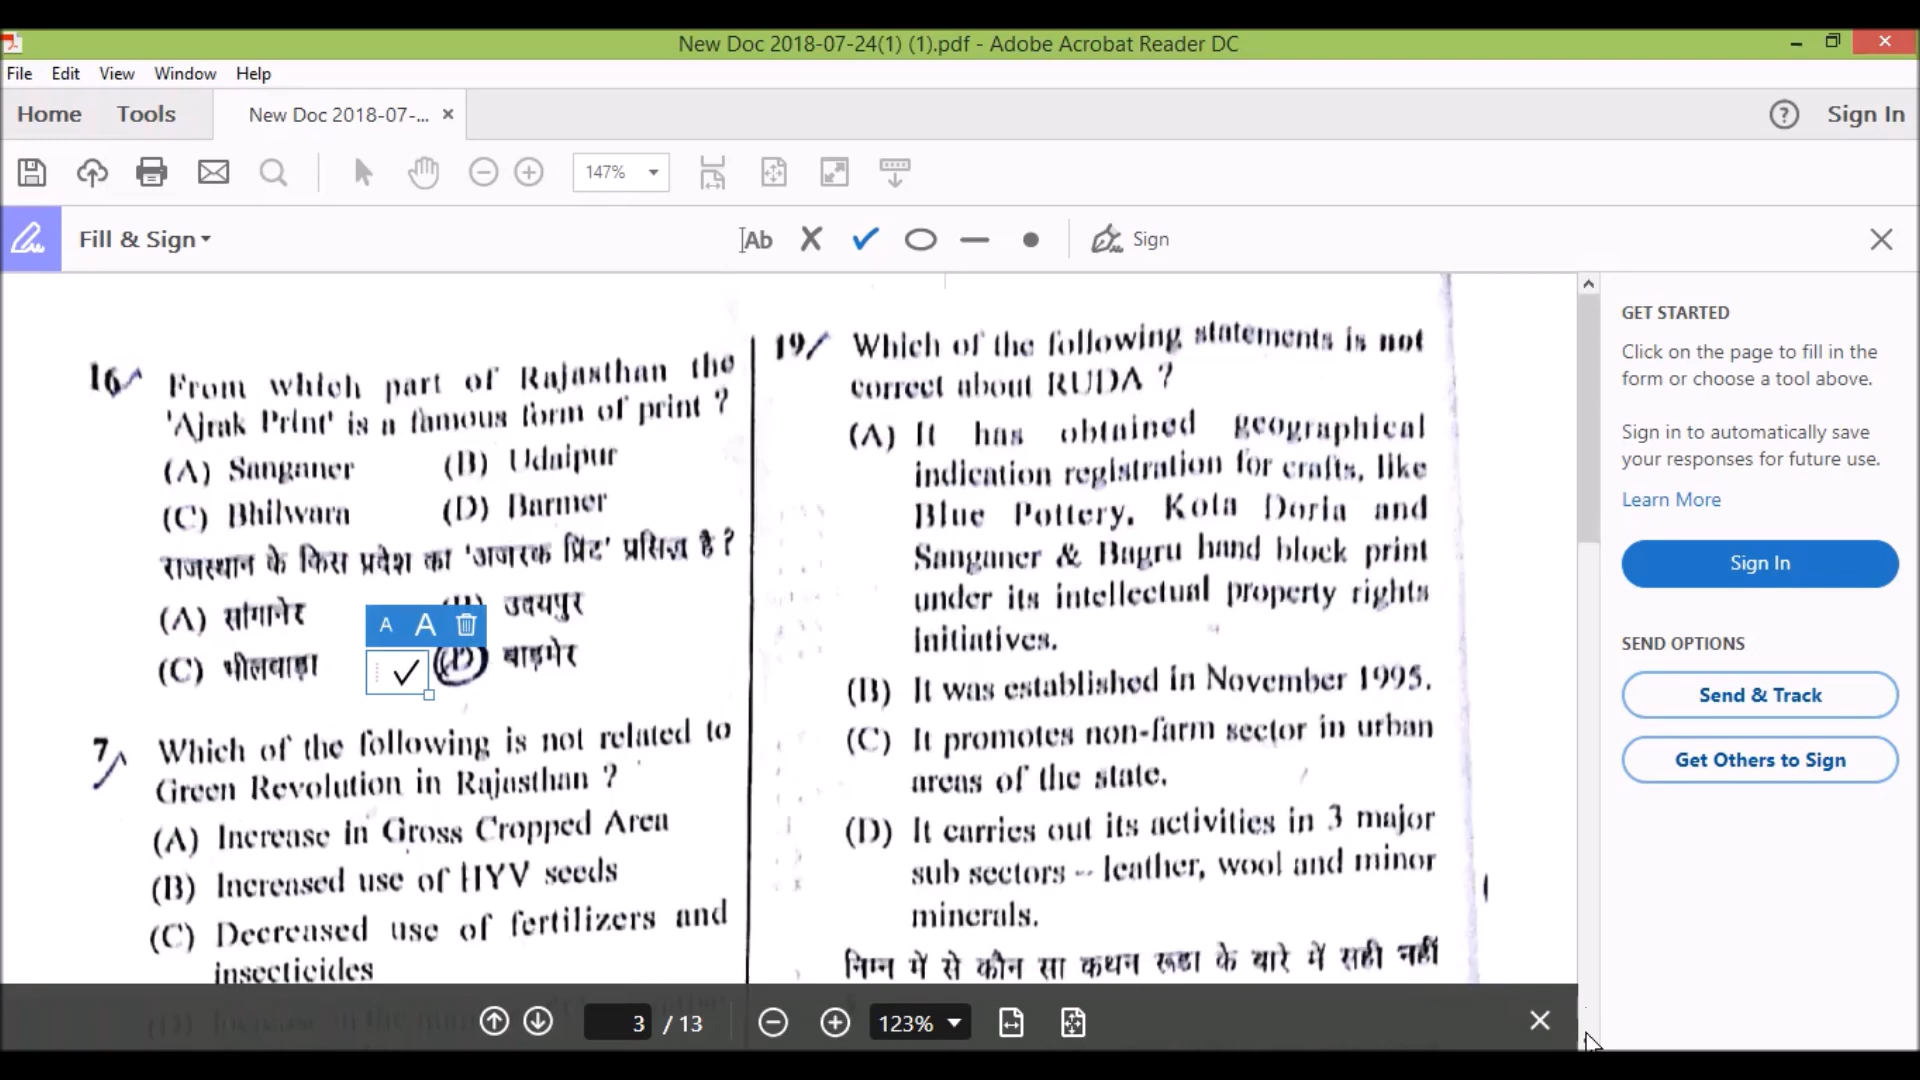 New Doc 2018-07-24(1) (1).pdf - Adobe Acrobat Reader DC
File Edit View Window Help
Home Tools New Doc 2018-07-... × Sign In
147%
Fill & Sign Ab Sign
16 From which part of Rajasthan the
'Ajrak Print' is a famous form of print ?
(A) Sanganer (B) Udaipur
(C) Bhilwara (D) Barmer
राजस्थान के किस प्रदेश का 'अजरक प्रिंट' प्रसिद्ध है ?
(A) सांगानेर उदयपुर
A A
(C) भीलवाड़ा (D) बाड़मेर
7 Which of the following is not related to
Green Revolution in Rajasthan ?
(A) Increase in Gross Cropped Area
(B) Increased use of HYV seeds
(C) Decreased use of fertilizers and
insecticides
19 Which of the following statements is not
correct about RUDA ?
(A) It has obtained geographical
indication registration for crafts, like
Blue Pottery, Kota Doria and
Sanganer & Bagru hand block print
under its intellectual property rights
initiatives.
(B) It was established in November 1995.
(C) It promotes non-farm sector in urban
areas of the state.
(D) It carries out its activities in 3 major
sub sectors -- leather, wool and minor
minerals.
निम्न में से कौन सा कथन रूडा के बारे में सही नहीं
GET STARTED
Click on the page to fill in the
form or choose a tool above.
Sign in to automatically save
your responses for future use.
Learn More
Sign In
SEND OPTIONS
Send & Track
Get Others to Sign
3 / 13 123%